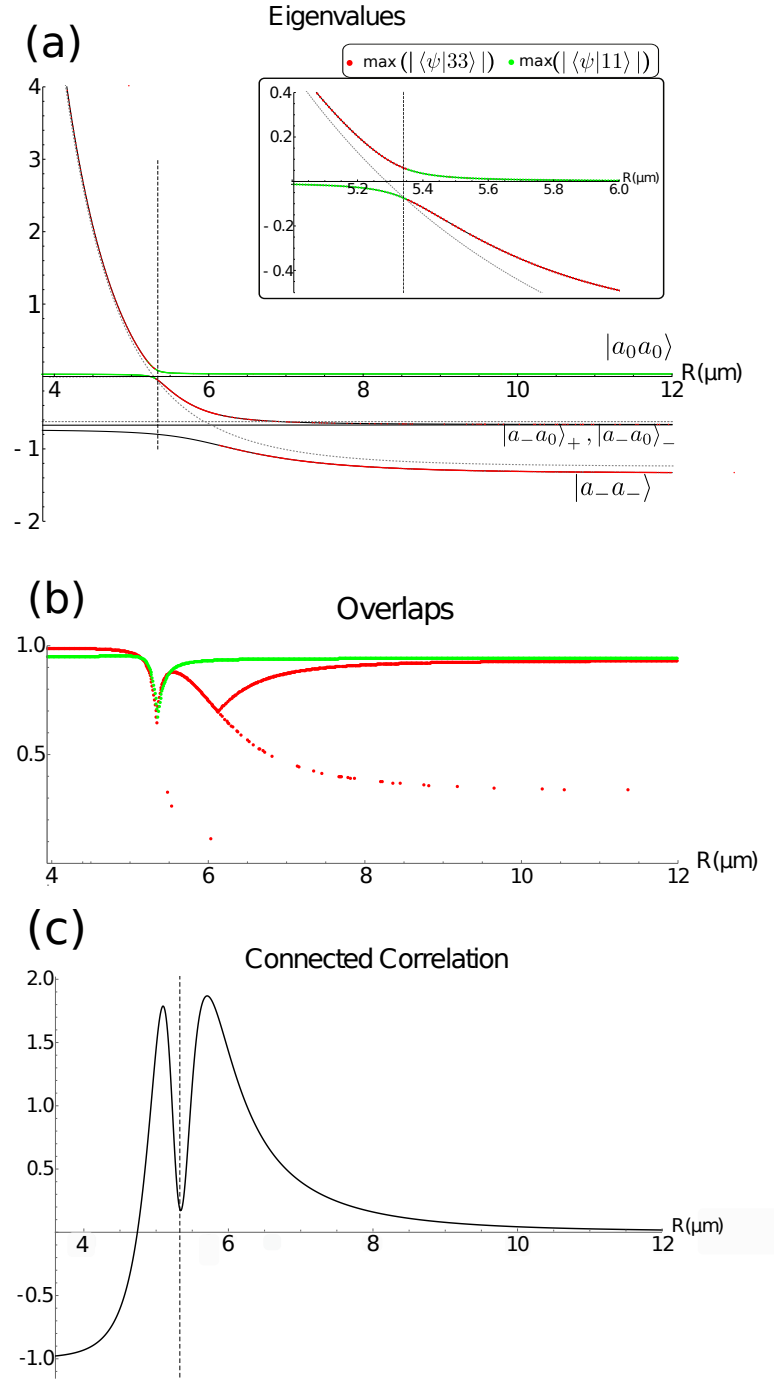 Eigenvalues
(a)
max (| ⟨ψ|33⟩ |) max(| ⟨ψ|11⟩ |)
4
3
2
1
- 1
- 2
0.4
0.2
- 0.2
- 0.4
5.2 5.4 5.6 5.8 6.0
R(μm)
|a₀a₀⟩
R(μm)
6 8 10 12
|a₋a₀⟩₊ , |a₋a₀⟩₋
|a₋a₋⟩
(b)
Overlaps
1.0
0.5
R(μm)
4 6 8 10 12
(c)
Connected Correlation
2.0
1.5
1.0
0.5
-0.5
-1.0
R(μm)
4 6 8 10 12